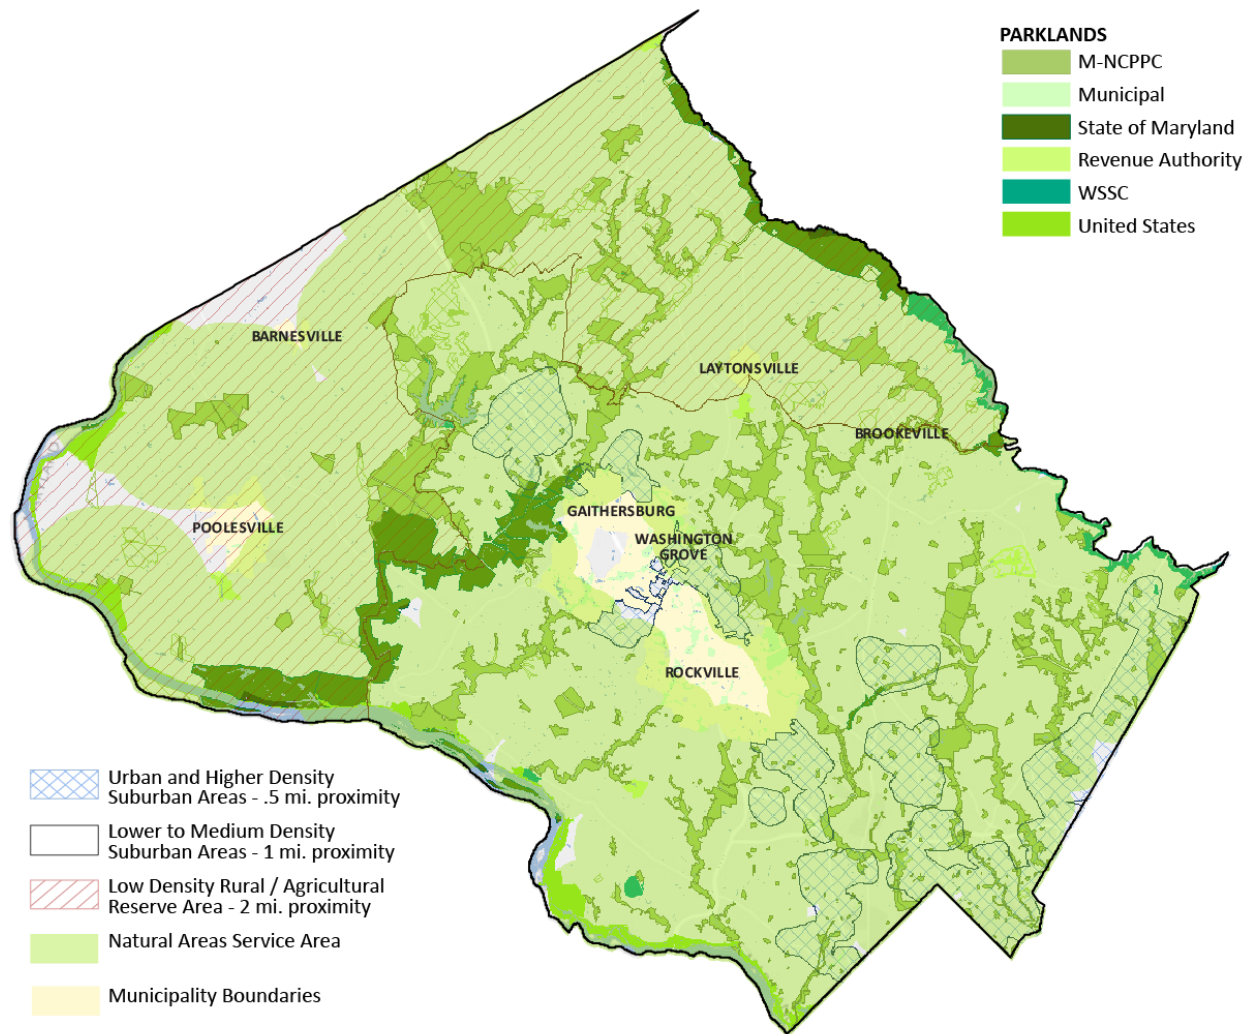 PARKLANDS
M-NCPPC
Municipal
State of Maryland
Revenue Authority
WSSC
United States
BARNESVILLE
LAYTONSVILLE
BROOKEVILLE
POOLESVILLE
GAITHERSBURG
WASHINGTON
GROVE
ROCKVILLE
Urban and Higher Density
Suburban Areas - .5 mi. proximity
Lower to Medium Density
Suburban Areas - 1 mi. proximity
Low Density Rural / Agricultural
Reserve Area - 2 mi. proximity
Natural Areas Service Area
Municipality Boundaries